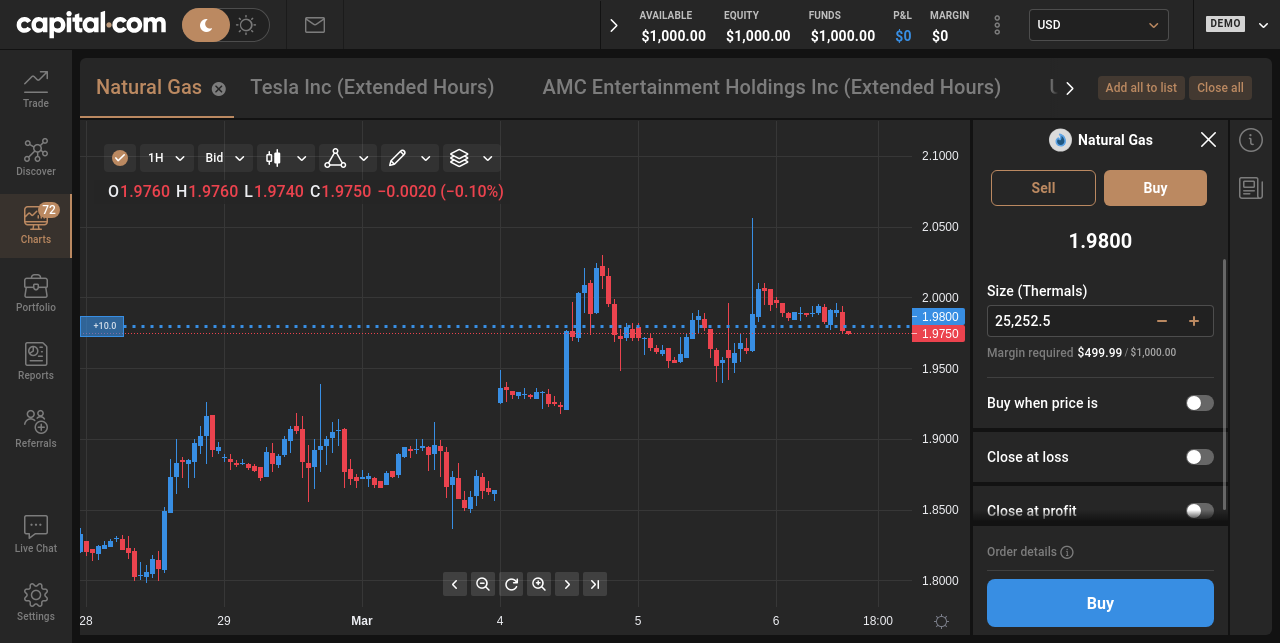 capital.com
AVAILABLE EQUITY FUNDS P&L MARGIN
$1,000.00 $1,000.00 $1,000.00 $0 $0
USD
DEMO
Trade
Discover
72
Charts
Portfolio
Reports
Referrals
Live Chat
Settings
Natural Gas Tesla Inc (Extended Hours) AMC Entertainment Holdings Inc (Extended Hours)
Add all to list Close all
1H Bid
O1.9760 H1.9760 L1.9740 C1.9750 −0.0020 (−0.10%)
+10.0
2.1000
2.0500
2.0000
1.9800
1.9750
1.9500
1.9000
1.8500
1.8000
28 29 Mar 4 5 6 18:00
Natural Gas
Sell Buy
1.9800
Size (Thermals)
25,252.5
Margin required $499.99 / $1,000.00
Buy when price is
Close at loss
Close at profit
Order details
Buy